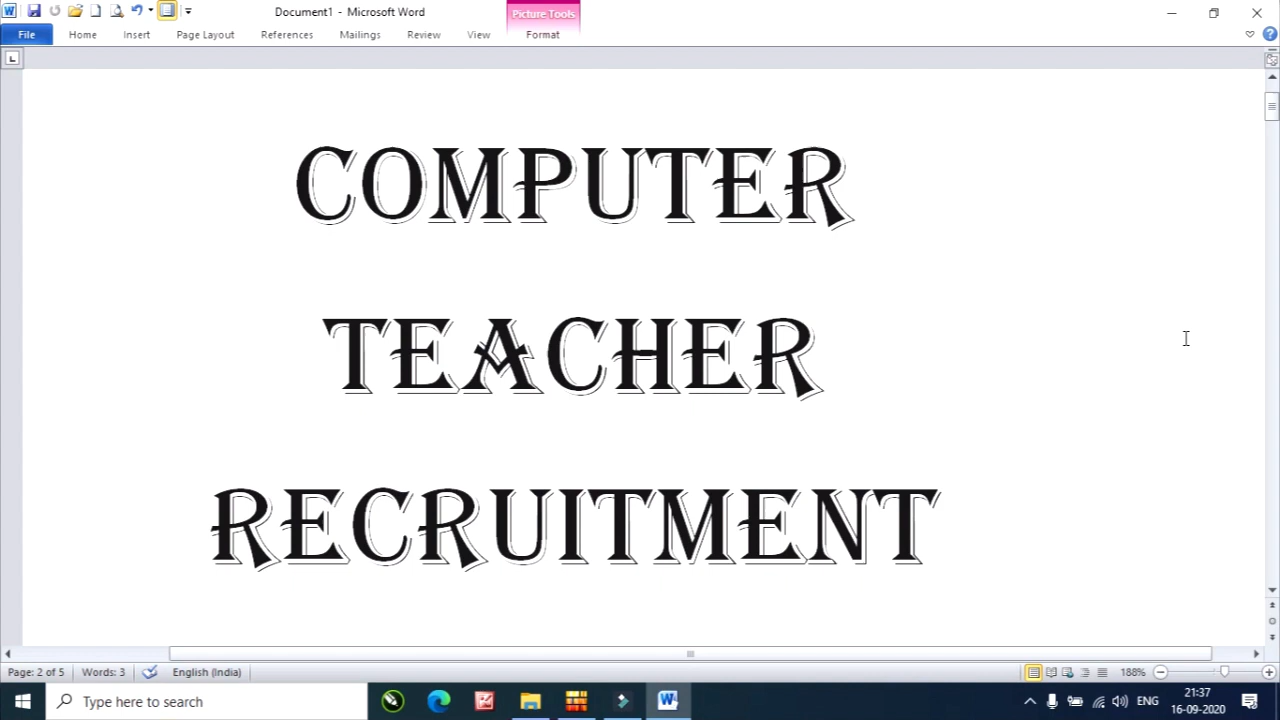 Document1 - Microsoft Word
Picture Tools
File Home Insert Page Layout References Mailings Review View Format
COMPUTER
TEACHER
RECRUITMENT
Page: 2 of 5 Words: 3 English (India) 188%
Type here to search
ENG
21:37
16-09-2020